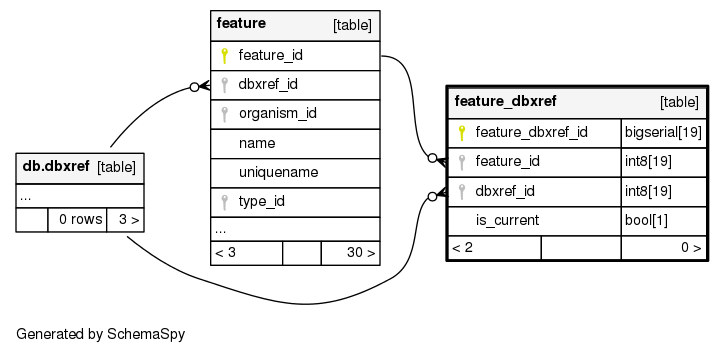 feature [table]
feature_id
dbxref_id
organism_id
name
uniquename
type_id
...
< 3 30 >
db.dbxref [table]
...
0 rows 3 >
feature_dbxref [table]
feature_dbxref_id bigserial[19]
feature_id int8[19]
dbxref_id int8[19]
is_current bool[1]
< 2 0 >
Generated by SchemaSpy